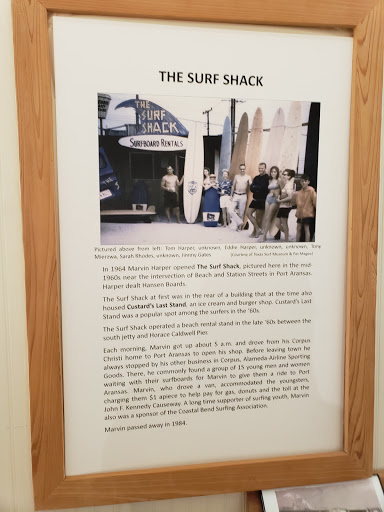 THE SURF SHACK
THE
SURF
SHACK
SURFBOARD RENTALS
Pictured above from left: Tom Harper, unknown, Eddie Harper, unknown, unknown, Tony
Mierzwa, Sarah Rhodes, unknown, Jimmy Gates. (Courtesy of Texas Surf Museum & Pat Magee)
In 1964 Marvin Harper opened The Surf Shack, pictured here in the mid-
1960s near the intersection of Beach and Station Streets in Port Aransas.
Harper dealt Hansen Boards.
The Surf Shack at first was in the rear of a building that at the time also
housed Custard's Last Stand, an ice cream and burger shop. Custard's Last
Stand was a popular spot among the surfers in the '60s.
The Surf Shack operated a beach rental stand in the late '60s between the
south jetty and Horace Caldwell Pier.
Each morning, Marvin got up about 5 a.m. and drove from his Corpus
Christi home to Port Aransas to open his shop. Before leaving town he
always stopped by his other business in Corpus, Alameda Airline Sporting
Goods. There, he commonly found a group of 15 young men and women
waiting with their surfboards for Marvin to give them a ride to Port
Aransas. Marvin, who drove a van, accommodated the youngsters,
charging them $1 apiece to help pay for gas, donuts and the toll at the
John F. Kennedy Causeway. A long time supporter of surfing youth, Marvin
also was a sponsor of the Coastal Bend Surfing Association.
Marvin passed away in 1984.